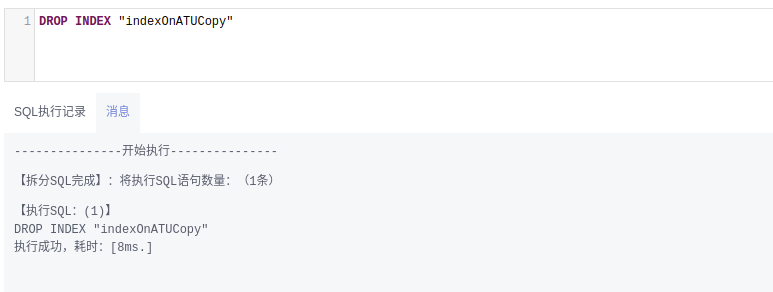 1 DROP INDEX "indexOnATUCopy"
SQL执行记录 消息
---------------开始执行---------------
【拆分SQL完成】：将执行SQL语句数量：（1条）
【执行SQL：(1)】
DROP INDEX "indexOnATUCopy"
执行成功，耗时：[8ms.]